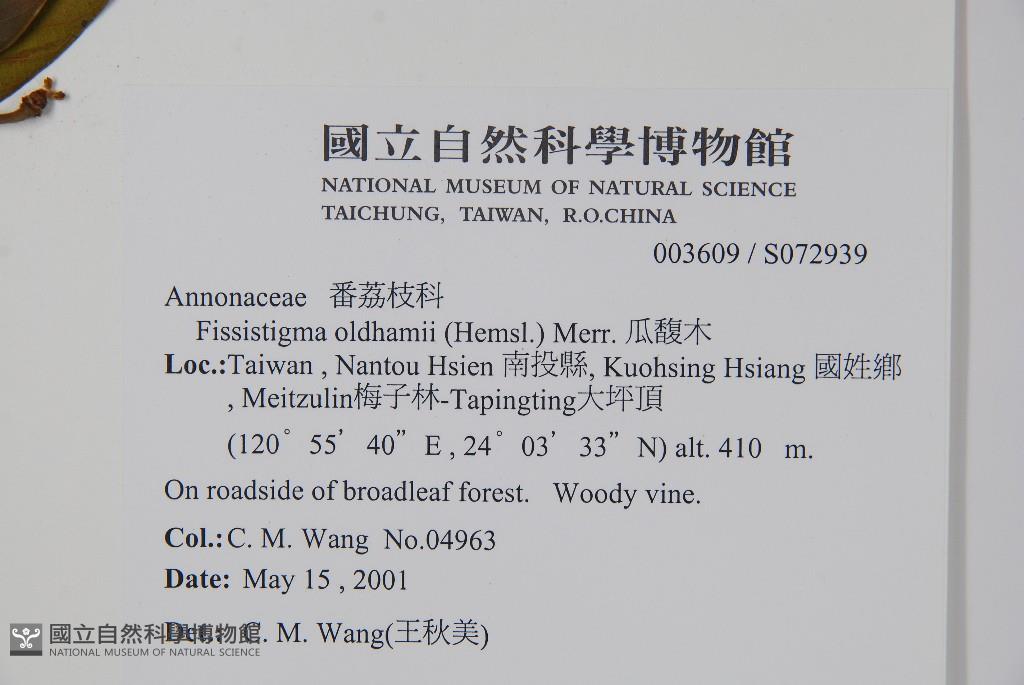 國立自然科學博物館
NATIONAL MUSEUM OF NATURAL SCIENCE
TAICHUNG, TAIWAN, R.O.CHINA
003609 / S072939
Annonaceae 番荔枝科
Fissistigma oldhamii (Hemsl.) Merr. 瓜馥木
Loc.:Taiwan , Nantou Hsien 南投縣, Kuohsing Hsiang 國姓鄉
, Meitzulin梅子林-Tapingting大坪頂
(120° 55’ 40” E , 24° 03’ 33” N) alt. 410 m.
On roadside of broadleaf forest. Woody vine.
Col.:C. M. Wang No.04963
Date: May 15 , 2001
Det.: C. M. Wang(王秋美)
國立自然科學博物館
NATIONAL MUSEUM OF NATURAL SCIENCE